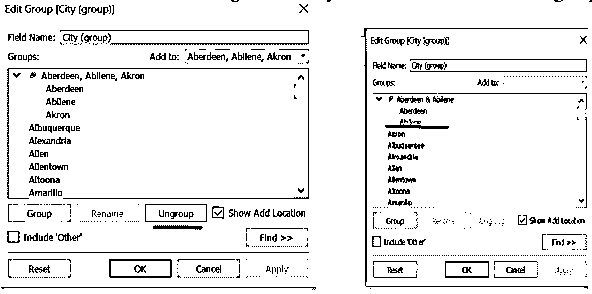 Edit Group [City (group)]
Field Name: City (group)
Groups: Add to: Aberdeen, Abilene, Akron
Aberdeen, Abilene, Akron
Aberdeen
Abilene
Akron
Albuquerque
Alexandria
Allen
Allentown
Altoona
Amarillo
Group Rename Ungroup Show Add Location
Include 'Other' Find >>
Reset OK Cancel Apply
Edit Group [City (group)]
Field Name: City (group)
Groups: Add to:
Aberdeen & Abilene
Aberdeen
Abilene
Akron
Albuquerque
Alexandria
Allen
Allentown
Altoona
Amarillo
Group Rename Ungroup Show Add Location
Include 'Other' Find >>
Reset OK Cancel Apply